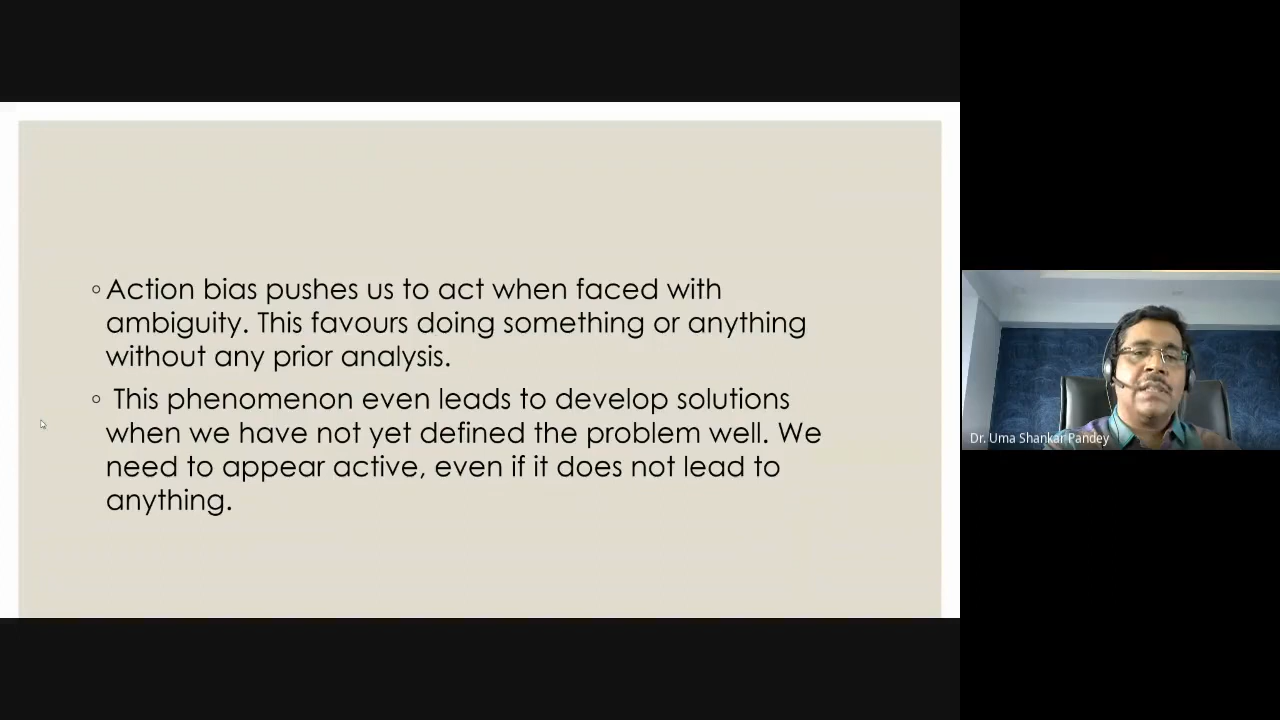 ◦ Action bias pushes us to act when faced with
ambiguity. This favours doing something or anything
without any prior analysis.
◦ This phenomenon even leads to develop solutions
when we have not yet defined the problem well. We
need to appear active, even if it does not lead to
anything.
Dr. Uma Shankar Pandey